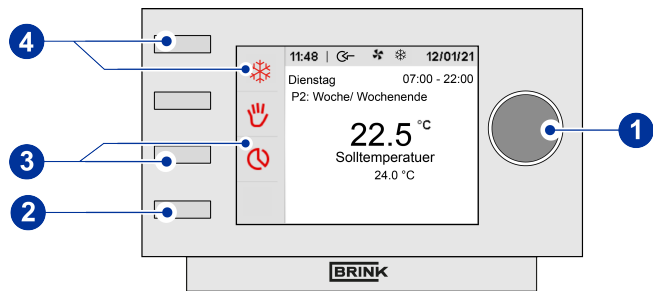 4
11:48 | 12/01/21
Dienstag 07:00 - 22:00
P2: Woche/ Wochenende
22.5 °C
Solltemperatuer
24.0 °C
1
3
2
BRINK